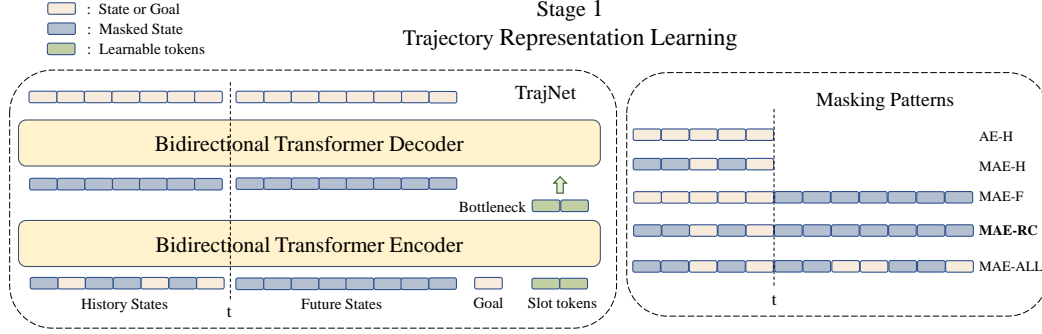 Stage 1
Trajectory Representation Learning
: State or Goal
: Masked State
: Learnable tokens
TrajNet
Bidirectional Transformer Decoder
Bottleneck
Bidirectional Transformer Encoder
History States
t
Future States
Goal
Slot tokens
Masking Patterns
AE-H
MAE-H
MAE-F
MAE-RC
MAE-ALL
t